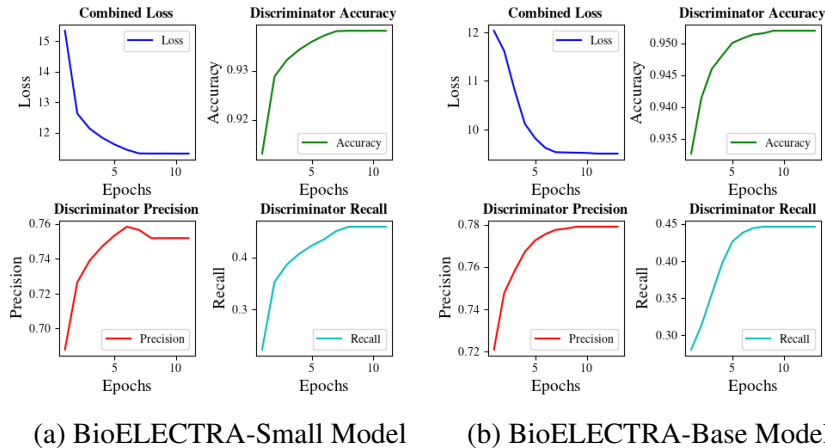 Combined Loss
Loss
15
14
13
12
Loss
5
10
Epochs
Discriminator Accuracy
Accuracy
0.93
0.92
Accuracy
5
10
Epochs
Combined Loss
Loss
12
11
10
Loss
5
10
Epochs
Discriminator Accuracy
Accuracy
0.950
0.945
0.940
0.935
Accuracy
5
10
Epochs
Discriminator Precision
Precision
0.76
0.74
0.72
0.70
Precision
5
10
Epochs
Discriminator Recall
Recall
0.4
0.3
Recall
5
10
Epochs
Discriminator Precision
Precision
0.78
0.76
0.74
0.72
Precision
5
10
Epochs
Discriminator Recall
Recall
0.45
0.40
0.35
0.30
Recall
5
10
Epochs
(a) BioELECTRA-Small Model
(b) BioELECTRA-Base Model